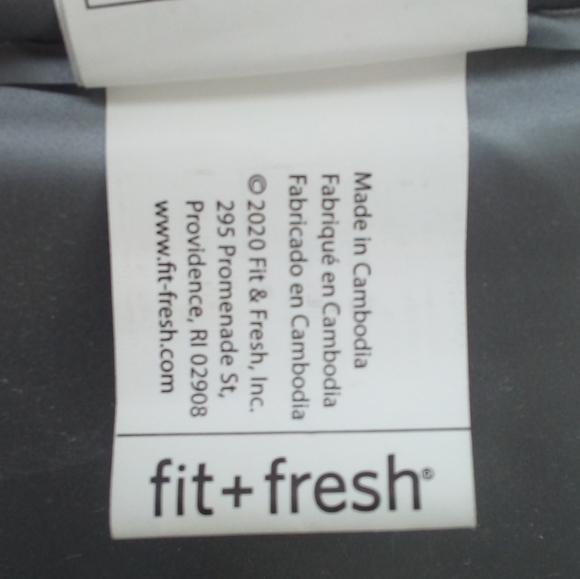 Made in Cambodia
Fabriqué en Cambodia
Fabricado en Cambodia
© 2020 Fit & Fresh, Inc.
295 Promenade St,
Providence, RI 02908
www.fit-fresh.com
fit+fresh®